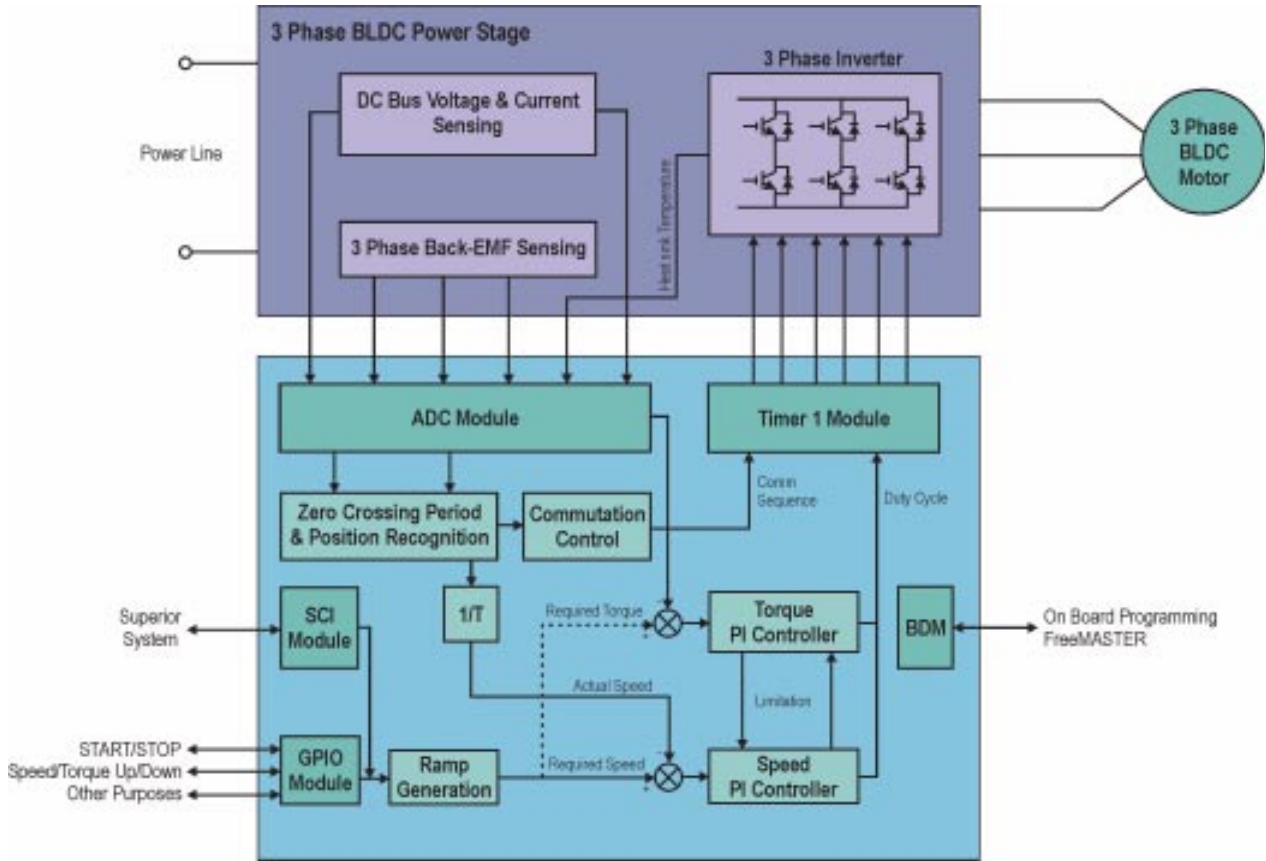 3 Phase BLDC Power Stage
3 Phase Inverter
DC Bus Voltage & Current
Sensing
3 Phase
BLDC
Motor
Power Line
Heat sink Temperature
3 Phase Back-EMF Sensing
ADC Module
Timer 1 Module
Comm
Sequence
Duty Cycle
Zero Crossing Period
& Position Recognition
Commutation
Control
SCI
Module
1/T
Superior
System
Required Torque
Torque
PI Controller
BDM
On Board Programming
FreeMASTER
Actual Speed
Limitation
START/STOP
Speed/Torque Up/Down
Other Purposes
GPIO
Module
Ramp
Generation
Required Speed
Speed
PI Controller